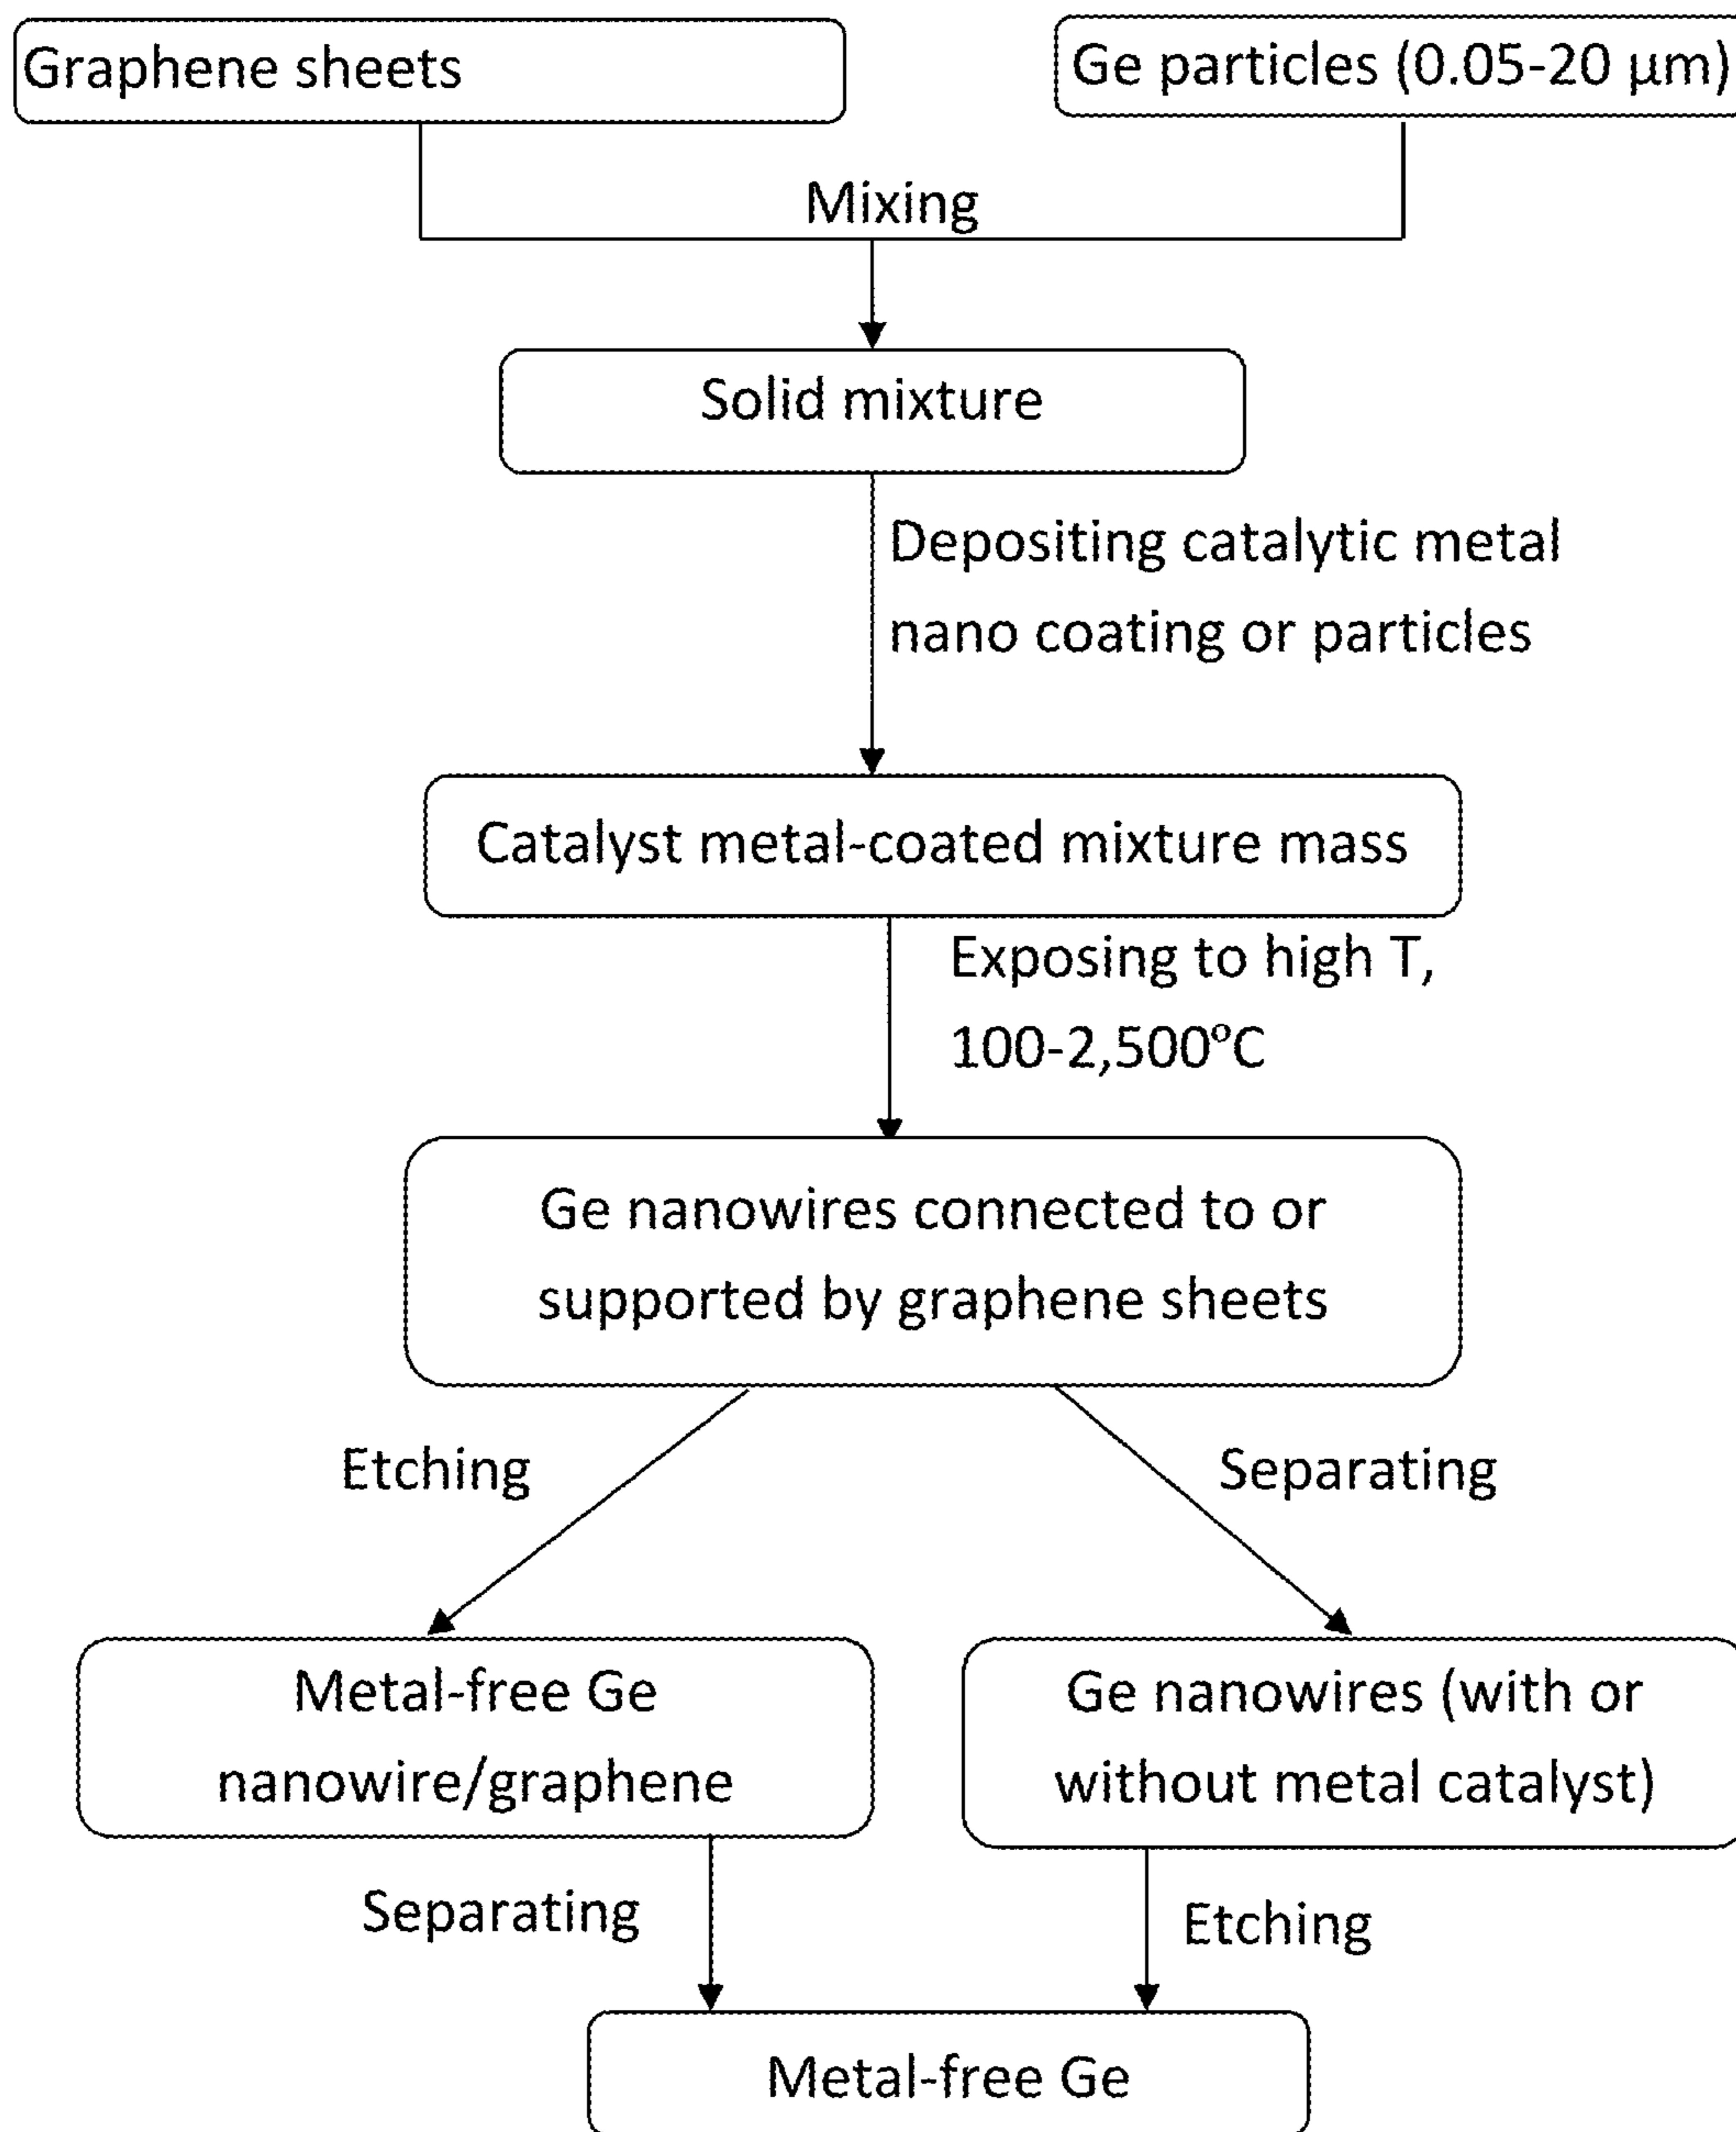 Graphene sheets
Ge particles (0.05-20 µm)
Mixing
Solid mixture
Depositing catalytic metal
nano coating or particles
Catalyst metal-coated mixture mass
Exposing to high T,
100-2,500°C
Ge nanowires connected to or
supported by graphene sheets
Etching
Separating
Metal-free Ge
nanowire/graphene
Ge nanowires (with or
without metal catalyst)
Separating
Etching
Metal-free Ge